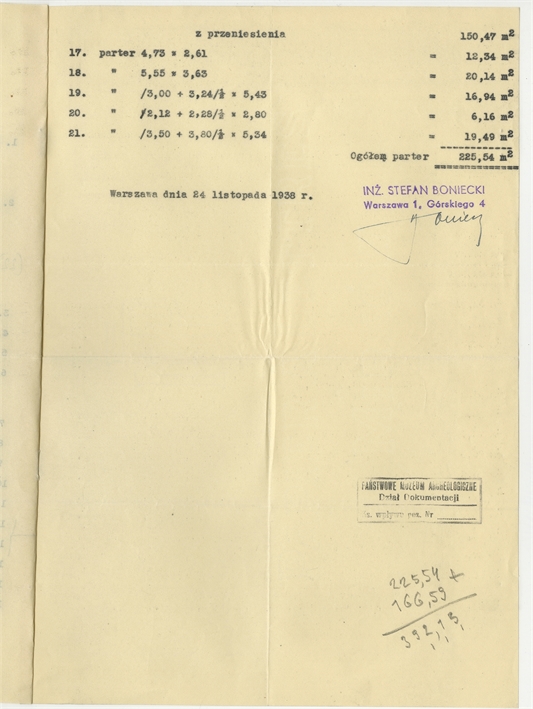 z przeniesienia 150,47 m²
17. parter 4,73 x 2,61 = 12,34 m²
18. " 5,55 x 3,63 = 20,14 m²
19. " /3,00 + 3,24/½ x 5,43 = 16,94 m²
20. " /2,12 + 2,28/½ x 2,80 = 6,16 m²
21. " /3,50 + 3,80/½ x 5,34 = 19,49 m²
Ogółem parter 225,54 m²
Warszawa dnia 24 listopada 1938 r.
INŻ. STEFAN BONIECKI
Warszawa 1, Górskiego 4
PAŃSTWOWE MUZEUM ARCHEOLOGICZNE
Dział Dokumentacji
Ks. wpływu poz. Nr
225,54 +
166,59
392,13